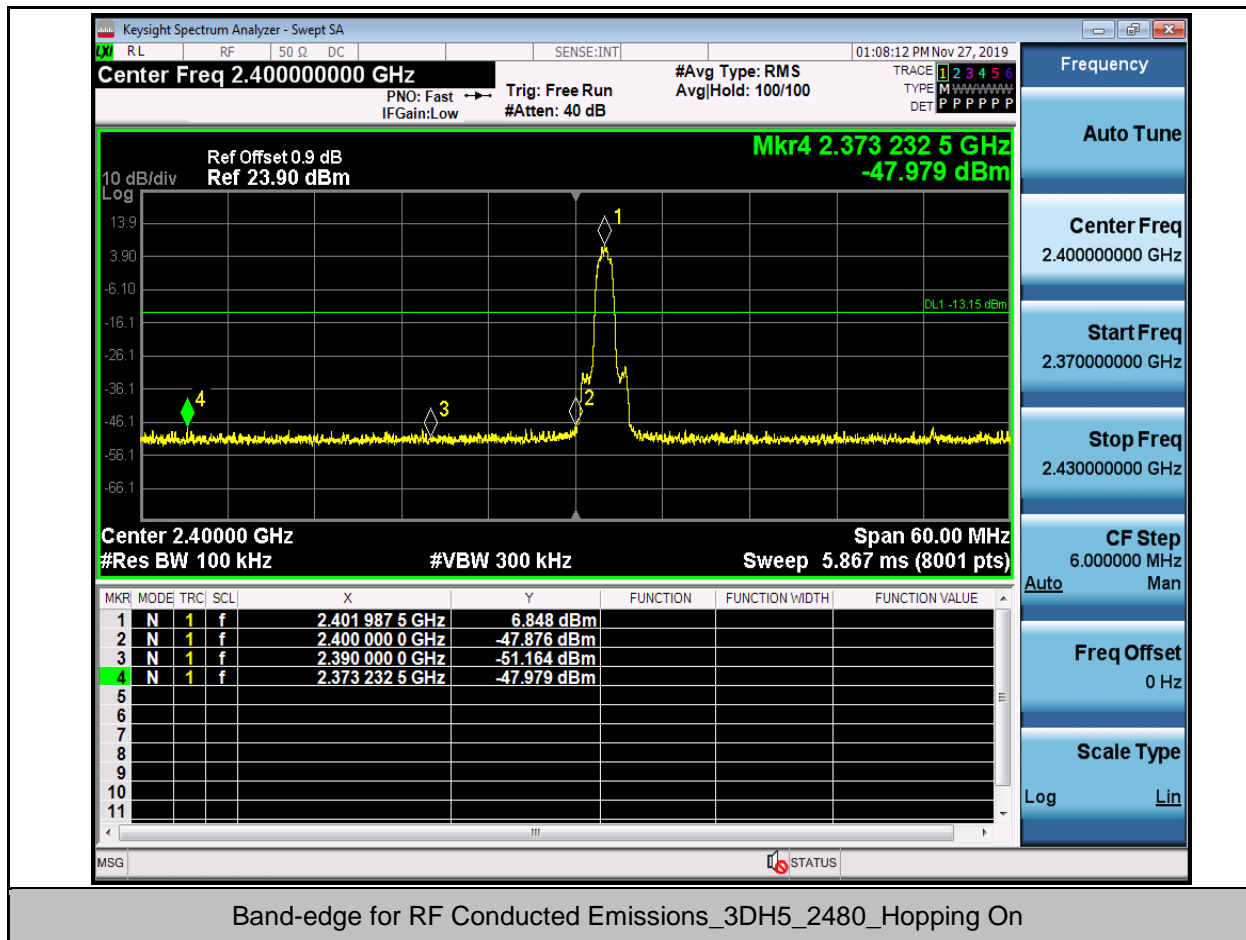 Keysight Spectrum Analyzer - Swept SA
LXI RL RF 50 Ω DC SENSE:INT 01:08:12 PM Nov 27, 2019
Center Freq 2.400000000 GHz
PNO: Fast
IFGain:Low
Trig: Free Run
#Atten: 40 dB
#Avg Type: RMS
Avg|Hold: 100/100
TRACE 1 2 3 4 5 6
TYPE M WWWWW
DET P P P P P P
Mkr4 2.373 232 5 GHz
-47.979 dBm
Ref Offset 0.9 dB
10 dB/div Ref 23.90 dBm
Log
13.9
3.90
-6.10
-16.1
-26.1
-36.1
-46.1
-56.1
-66.1
1
2
3
4
DL1 -13.15 dBm
Center 2.40000 GHz Span 60.00 MHz
#Res BW 100 kHz #VBW 300 kHz Sweep 5.867 ms (8001 pts)
MKR MODE TRC SCL X Y FUNCTION FUNCTION WIDTH FUNCTION VALUE
1 N 1 f 2.401 987 5 GHz 6.848 dBm
2 N 1 f 2.400 000 0 GHz -47.876 dBm
3 N 1 f 2.390 000 0 GHz -51.164 dBm
4 N 1 f 2.373 232 5 GHz -47.979 dBm
5
6
7
8
9
10
11
MSG STATUS
Frequency
Auto Tune
Center Freq
2.400000000 GHz
Start Freq
2.370000000 GHz
Stop Freq
2.430000000 GHz
CF Step
6.000000 MHz
Auto Man
Freq Offset
0 Hz
Scale Type
Log Lin
Band-edge for RF Conducted Emissions_3DH5_2480_Hopping On